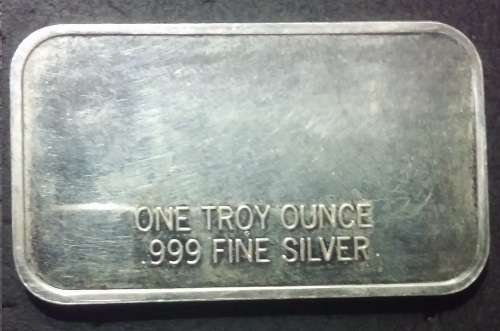 ONE TROY OUNCE
.999 FINE SILVER